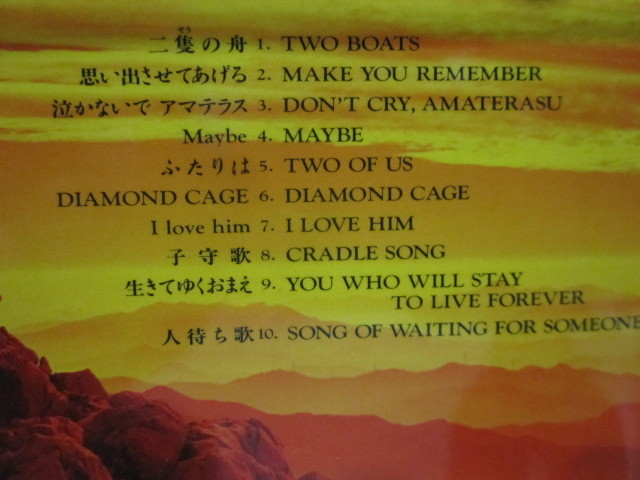 二隻の舟 1. TWO BOATS
思い出させてあげる 2. MAKE YOU REMEMBER
泣かないで アマテラス 3. DON'T CRY, AMATERASU
Maybe 4. MAYBE
ふたりは 5. TWO OF US
DIAMOND CAGE 6. DIAMOND CAGE
I love him 7. I LOVE HIM
子守歌 8. CRADLE SONG
生きてゆくおまえ 9. YOU WHO WILL STAY
TO LIVE FOREVER
人待ち歌 10. SONG OF WAITING FOR SOMEONE